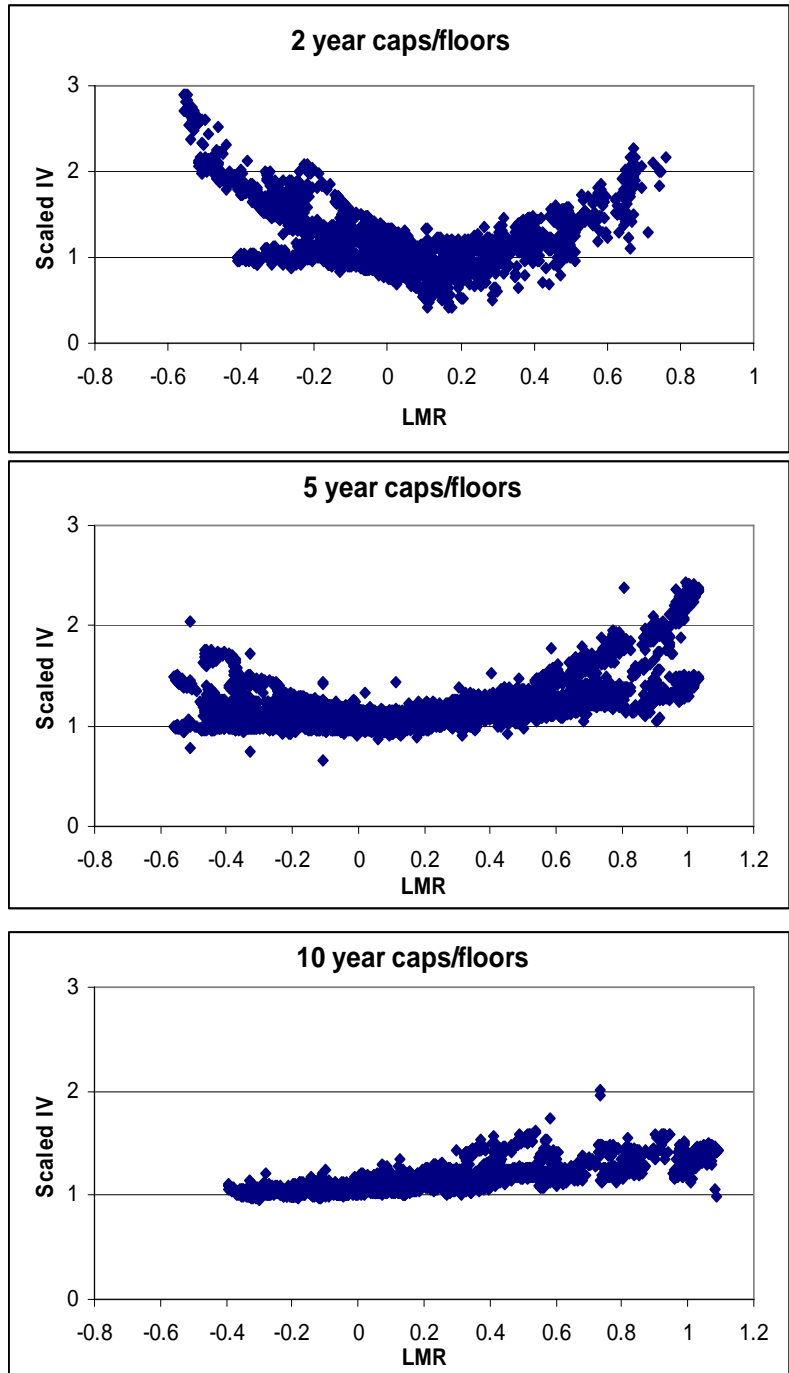 2 year caps/floors
3
2
1
0
Scaled IV
-0.8 -0.6 -0.4 -0.2 0 0.2 0.4 0.6 0.8 1
LMR
5 year caps/floors
3
2
1
0
Scaled IV
-0.8 -0.6 -0.4 -0.2 0 0.2 0.4 0.6 0.8 1 1.2
LMR
10 year caps/floors
3
2
1
0
Scaled IV
-0.8 -0.6 -0.4 -0.2 0 0.2 0.4 0.6 0.8 1 1.2
LMR